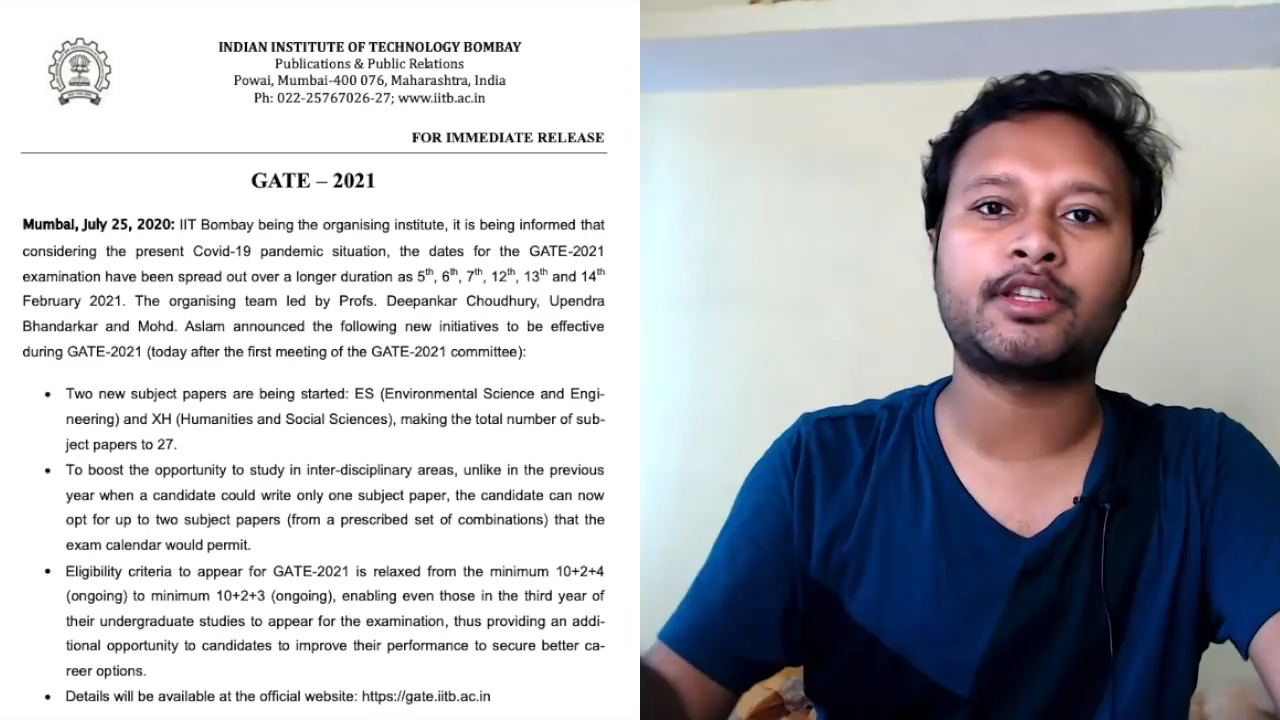 INDIAN INSTITUTE OF TECHNOLOGY BOMBAY
Publications & Public Relations
Powai, Mumbai-400 076, Maharashtra, India
Ph: 022-25767026-27; www.iitb.ac.in
FOR IMMEDIATE RELEASE
GATE – 2021
Mumbai, July 25, 2020: IIT Bombay being the organising institute, it is being informed that
considering the present Covid-19 pandemic situation, the dates for the GATE-2021
examination have been spread out over a longer duration as 5th, 6th, 7th, 12th, 13th and 14th
February 2021. The organising team led by Profs. Deepankar Choudhury, Upendra
Bhandarkar and Mohd. Aslam announced the following new initiatives to be effective
during GATE-2021 (today after the first meeting of the GATE-2021 committee):
• Two new subject papers are being started: ES (Environmental Science and Engi-
neering) and XH (Humanities and Social Sciences), making the total number of sub-
ject papers to 27.
• To boost the opportunity to study in inter-disciplinary areas, unlike in the previous
year when a candidate could write only one subject paper, the candidate can now
opt for up to two subject papers (from a prescribed set of combinations) that the
exam calendar would permit.
• Eligibility criteria to appear for GATE-2021 is relaxed from the minimum 10+2+4
(ongoing) to minimum 10+2+3 (ongoing), enabling even those in the third year of
their undergraduate studies to appear for the examination, thus providing an addi-
tional opportunity to candidates to improve their performance to secure better ca-
reer options.
• Details will be available at the official website: https://gate.iitb.ac.in